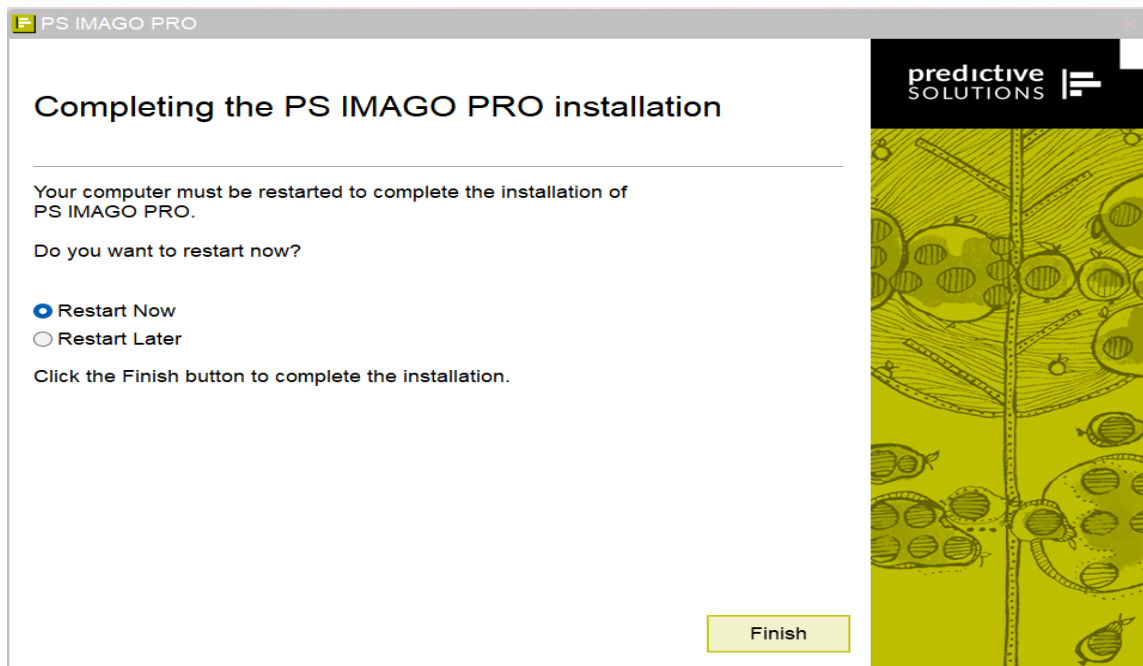 PS IMAGO PRO
predictive
SOLUTIONS
Completing the PS IMAGO PRO installation
Your computer must be restarted to complete the installation of
PS IMAGO PRO.
Do you want to restart now?
Restart Now
Restart Later
Click the Finish button to complete the installation.
Finish